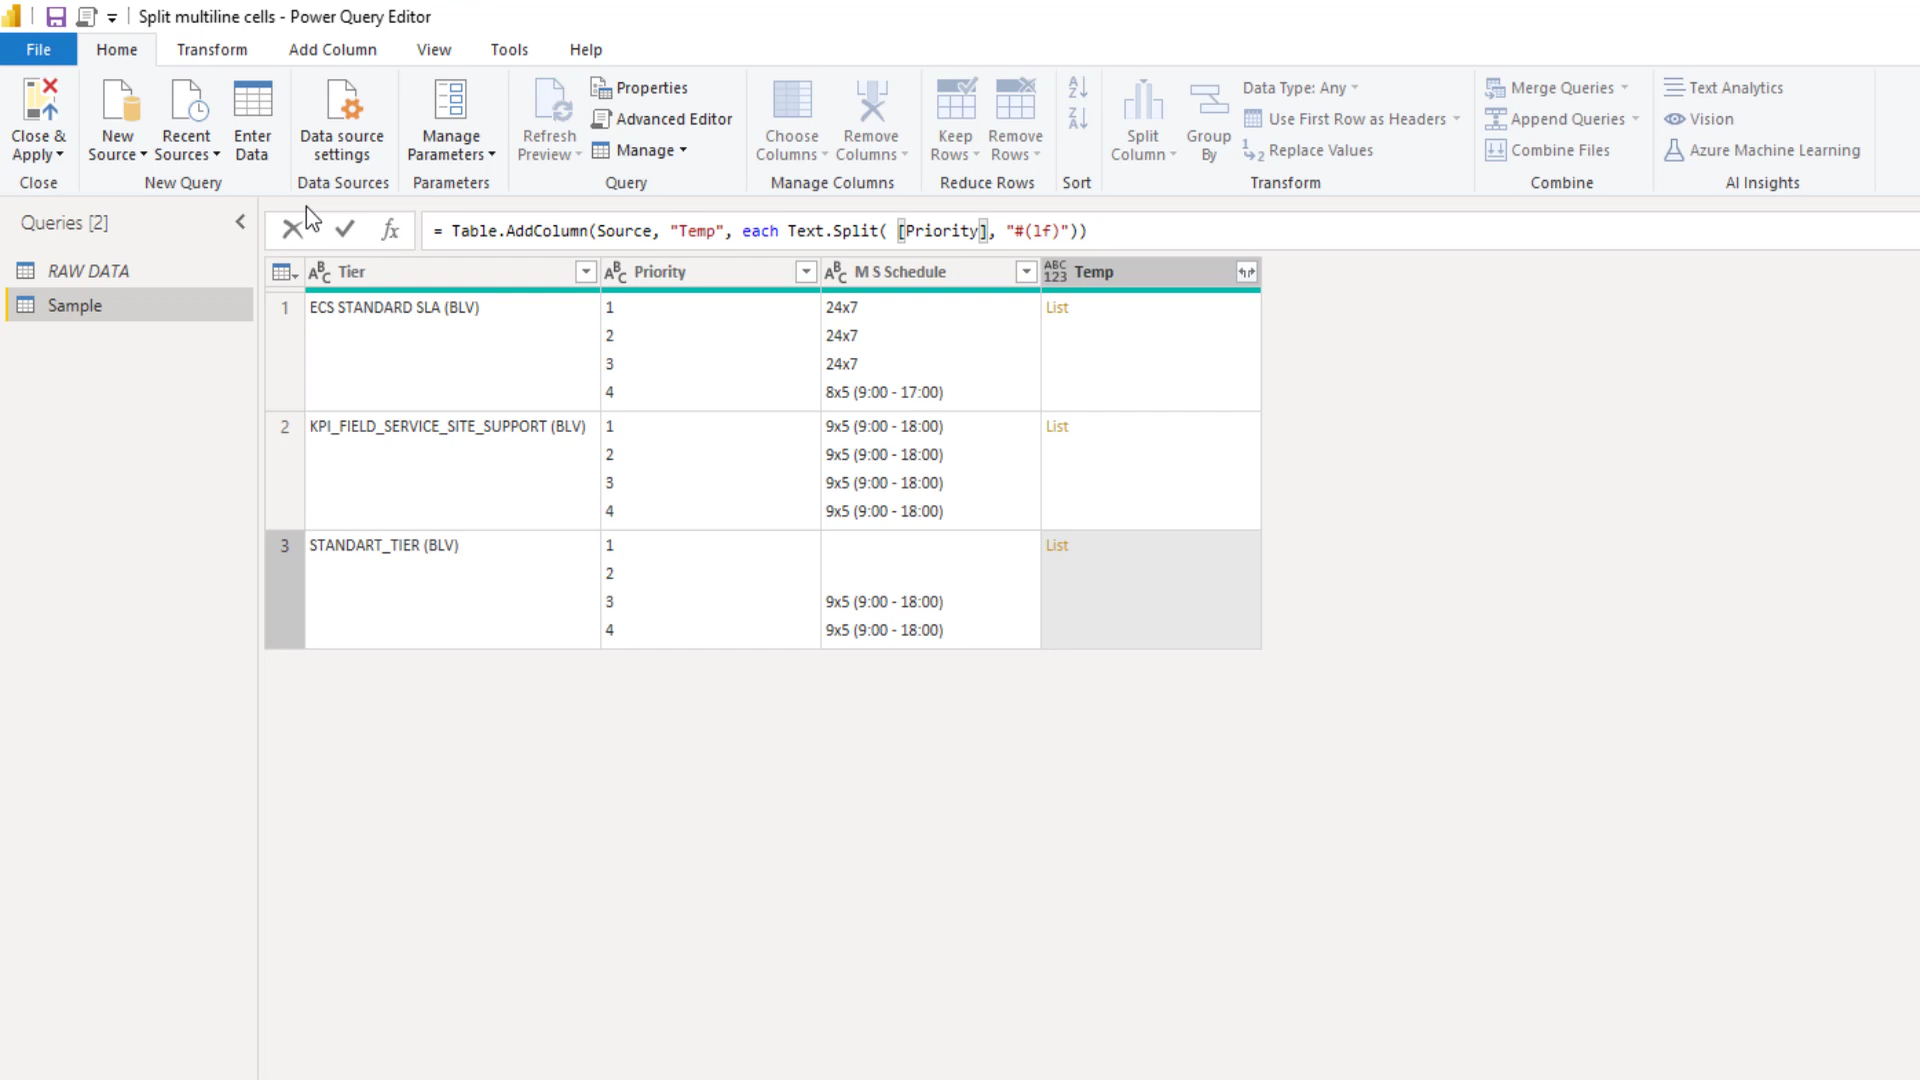 Split multiline cells - Power Query Editor
File Home Transform Add Column View Tools Help
Close & Apply
Close
New Source
Recent Sources
Enter Data
New Query
Data source settings
Data Sources
Manage Parameters
Parameters
Refresh Preview
Properties
Advanced Editor
Manage
Query
Choose Columns
Remove Columns
Manage Columns
Keep Rows
Remove Rows
Reduce Rows
A Z
Z A
Sort
Split Column
Group By
Data Type: Any
Use First Row as Headers
1 2 Replace Values
Transform
Merge Queries
Append Queries
Combine Files
Combine
Text Analytics
Vision
Azure Machine Learning
AI Insights
Queries [2]
RAW DATA
Sample
fx = Table.AddColumn(Source, "Temp", each Text.Split( [Priority], "#(lf)"))
ABC Tier ABC Priority ABC M S Schedule ABC 123 Temp
1 ECS STANDARD SLA (BLV) 1 24x7 List
2 24x7
3 24x7
4 8x5 (9:00 - 17:00)
2 KPI_FIELD_SERVICE_SITE_SUPPORT (BLV) 1 9x5 (9:00 - 18:00) List
2 9x5 (9:00 - 18:00)
3 9x5 (9:00 - 18:00)
4 9x5 (9:00 - 18:00)
3 STANDART_TIER (BLV) 1 List
2
3 9x5 (9:00 - 18:00)
4 9x5 (9:00 - 18:00)